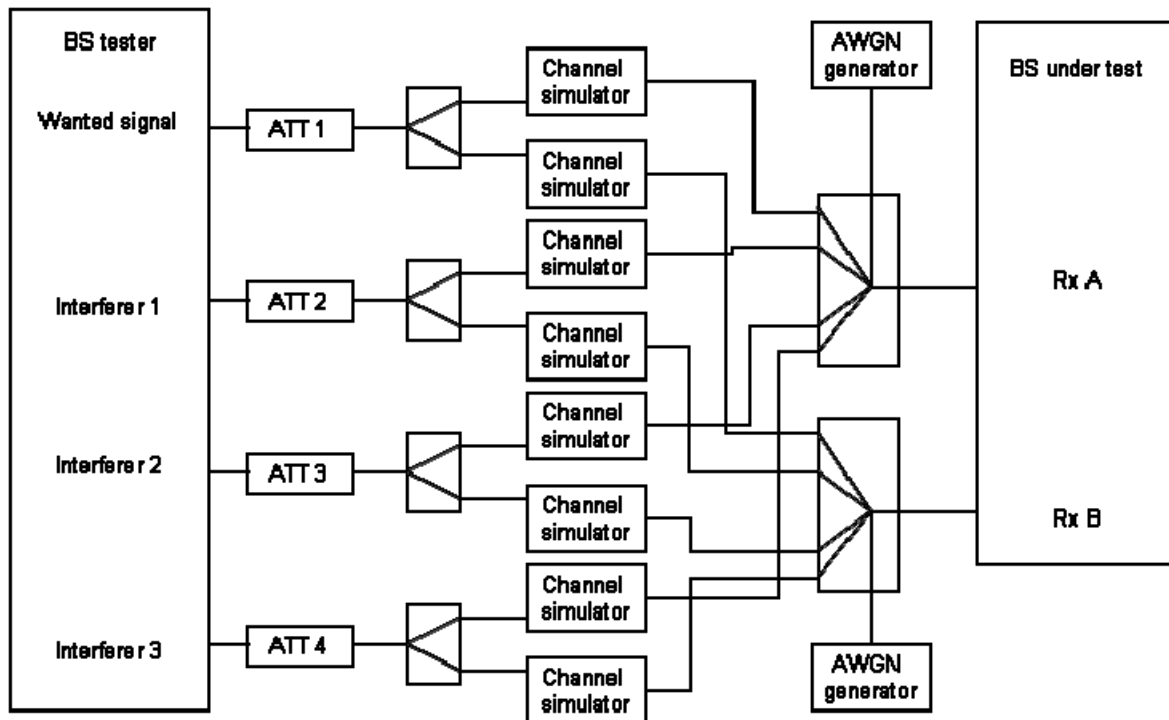 BS tester
Wanted signal
Interferer 1
Interferer 2
Interferer 3
ATT 1
ATT 2
ATT 3
ATT 4
Channel
simulator
Channel
simulator
Channel
simulator
Channel
simulator
Channel
simulator
Channel
simulator
Channel
simulator
Channel
simulator
AWGN
generator
AWGN
generator
BS under test
Rx A
Rx B